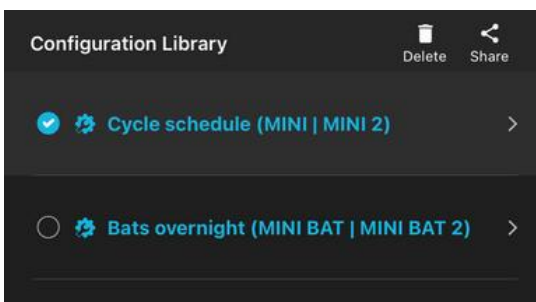 Configuration Library
Delete Share
Cycle schedule (MINI | MINI 2)
Bats overnight (MINI BAT | MINI BAT 2)